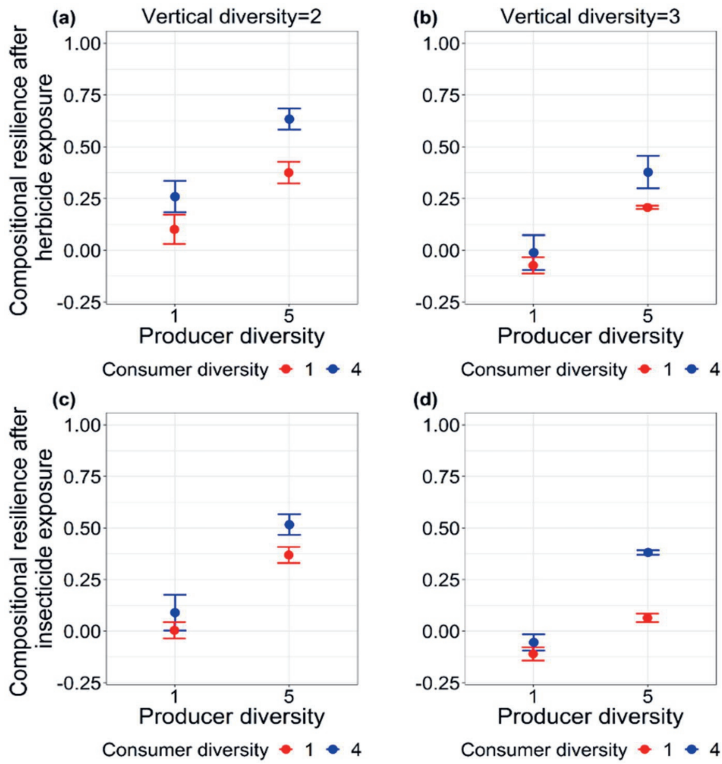 (a) Vertical diversity=2
(b) Vertical diversity=3
Compositional resilience after
herbicide exposure
1.00
0.75
0.50
0.25
0.00
-0.25
1 5
Producer diversity
Consumer diversity 1 4
1.00
0.75
0.50
0.25
0.00
-0.25
1 5
Producer diversity
Consumer diversity 1 4
(c)
Compositional resilience after
insecticide exposure
1.00
0.75
0.50
0.25
0.00
-0.25
1 5
Producer diversity
Consumer diversity 1 4
(d)
1.00
0.75
0.50
0.25
0.00
-0.25
1 5
Producer diversity
Consumer diversity 1 4